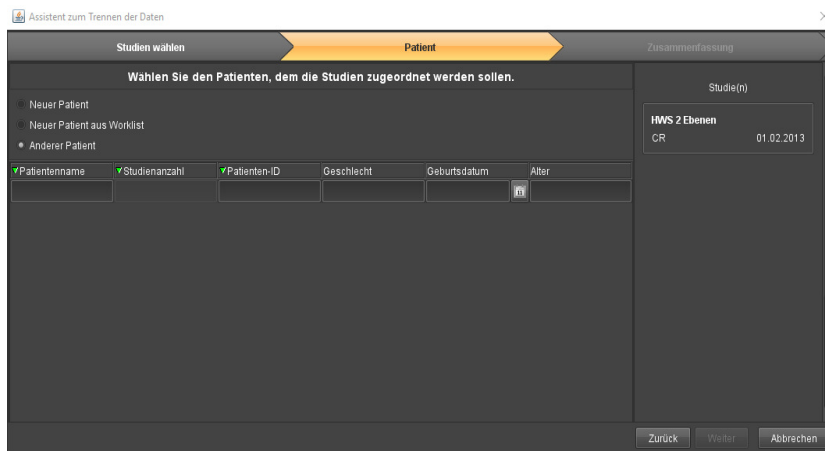 Assistent zum Trennen der Daten
Studien wählen
Patient
Zusammenfassung
Wählen Sie den Patienten, dem die Studien zugeordnet werden sollen.
Neuer Patient
Neuer Patient aus Worklist
Anderer Patient
Patientenname Studienanzahl Patienten-ID Geschlecht Geburtsdatum Alter
Studie(n)
HWS 2 Ebenen
CR 01.02.2013
Zurück Weiter Abbrechen